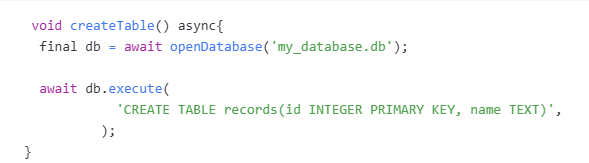 void createTable() async{
final db = await openDatabase('my_database.db');
await db.execute(
'CREATE TABLE records(id INTEGER PRIMARY KEY, name TEXT)',
);
}